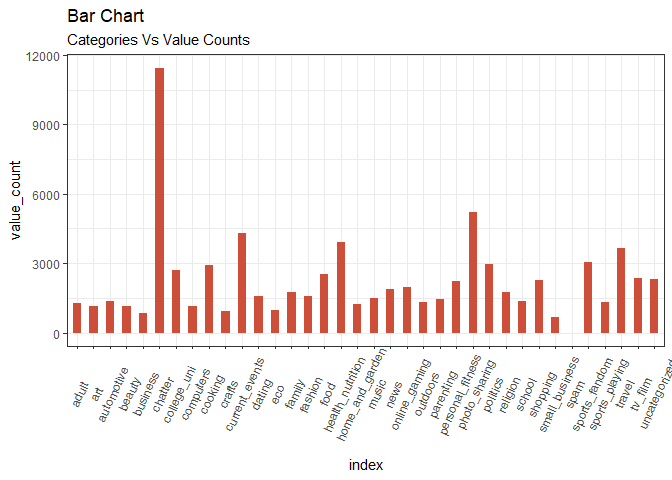 Bar Chart
Categories Vs Value Counts
12000
9000
6000
3000
0
value_count
adult
art
automotive
beauty
business
chatter
college_uni
computers
cooking
crafts
current_events
dating
eco
family
fashion
food
health_nutrition
home_and_garden
music
news
online_gaming
outdoors
parenting
personal_fitness
photo_sharing
politics
religion
school
shopping
small_business
spam
sports_fandom
sports_playing
travel
tv_film
uncategorized
index